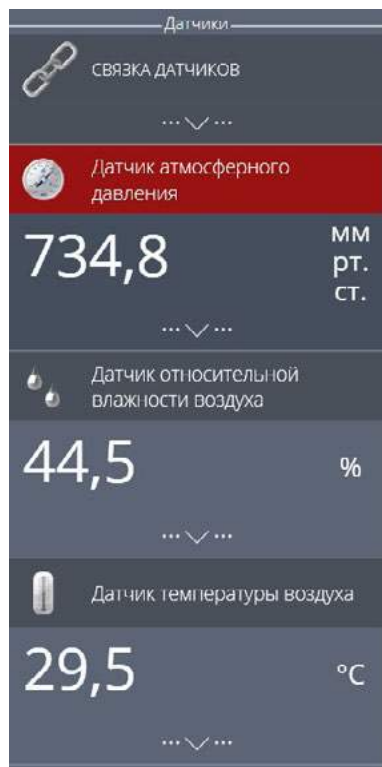 Датчики
СВЯЗКА ДАТЧИКОВ
Датчик атмосферного
давления
734,8
мм
рт.
ст.
Датчик относительной
влажности воздуха
44,5
%
Датчик температуры воздуха
29,5
°C